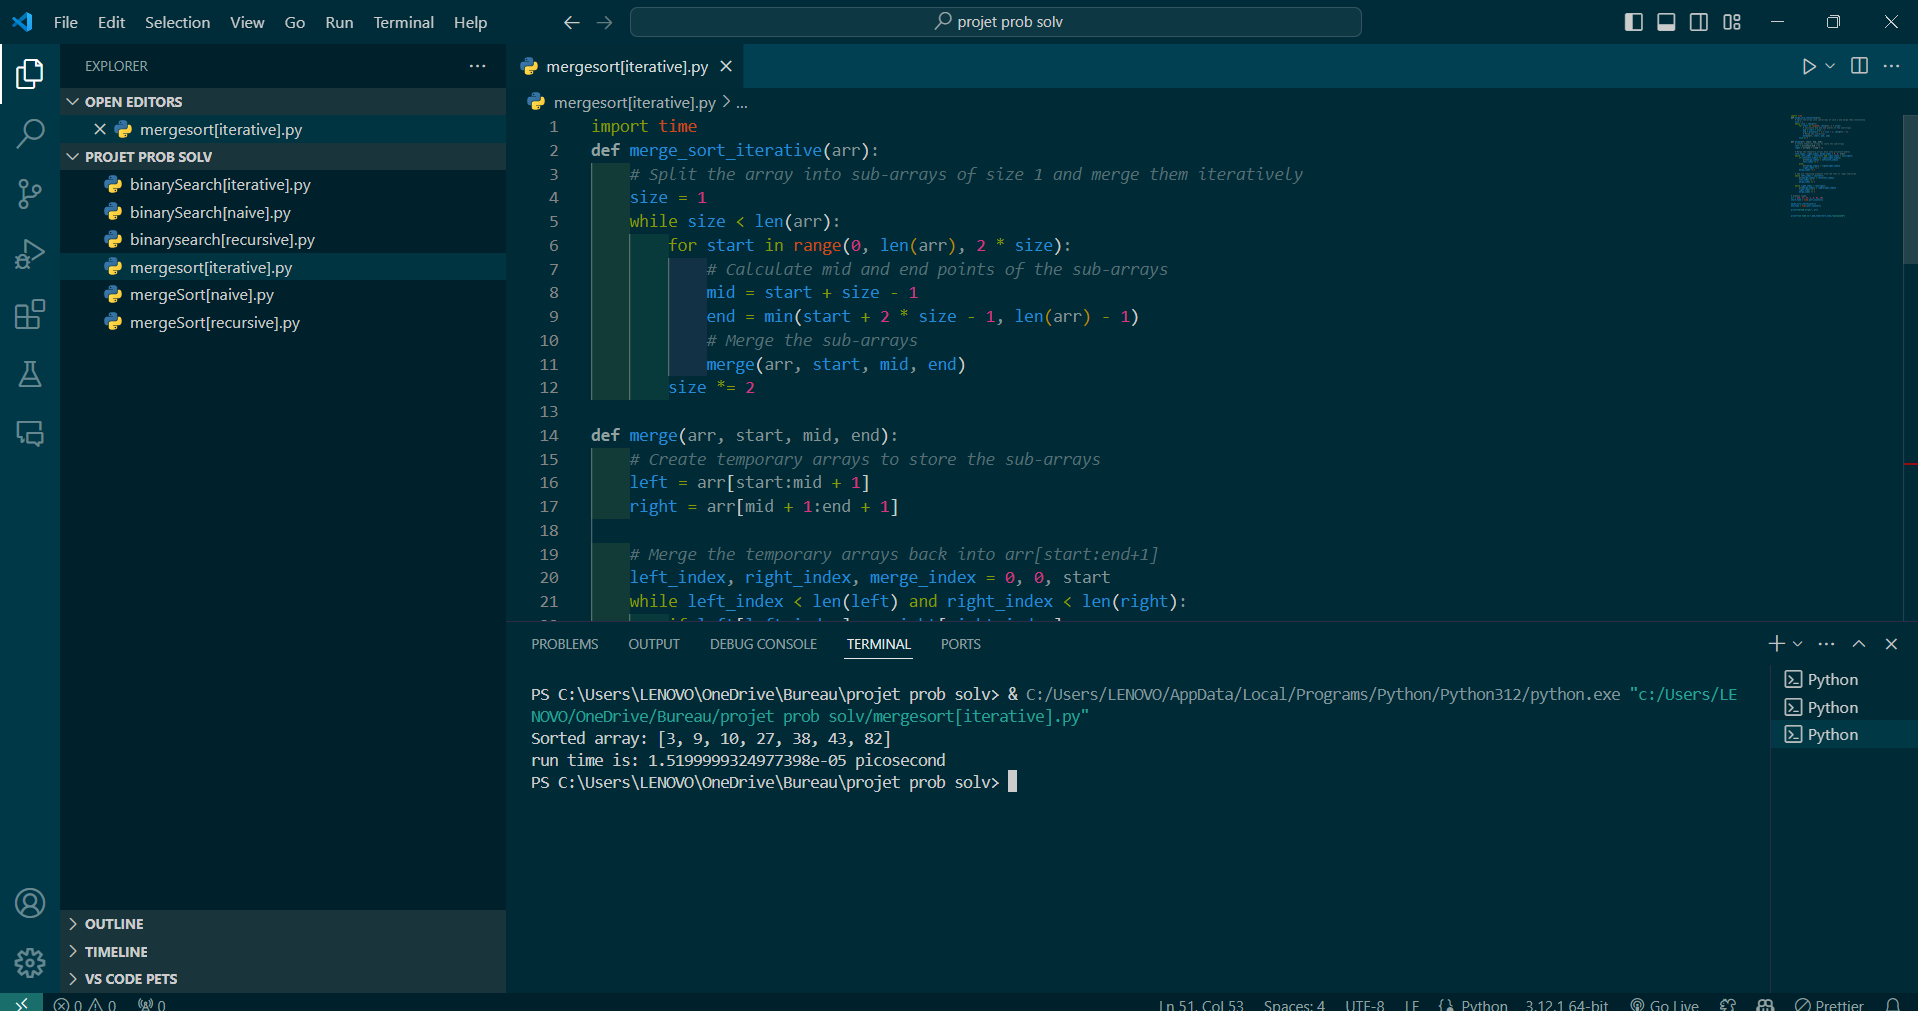 File Edit Selection View Go Run Terminal Help
projet prob solv
EXPLORER
OPEN EDITORS
mergesort[iterative].py
PROJET PROB SOLV
binarySearch[iterative].py
binarySearch[naive].py
binarysearch[recursive].py
mergesort[iterative].py
mergeSort[naive].py
mergeSort[recursive].py
OUTLINE
TIMELINE
VS CODE PETS
mergesort[iterative].py
mergesort[iterative].py > ...
1 import time
2 def merge_sort_iterative(arr):
3 # Split the array into sub-arrays of size 1 and merge them iteratively
4 size = 1
5 while size < len(arr):
6 for start in range(0, len(arr), 2 * size):
7 # Calculate mid and end points of the sub-arrays
8 mid = start + size - 1
9 end = min(start + 2 * size - 1, len(arr) - 1)
10 # Merge the sub-arrays
11 merge(arr, start, mid, end)
12 size *= 2
13
14 def merge(arr, start, mid, end):
15 # Create temporary arrays to store the sub-arrays
16 left = arr[start:mid + 1]
17 right = arr[mid + 1:end + 1]
18
19 # Merge the temporary arrays back into arr[start:end+1]
20 left_index, right_index, merge_index = 0, 0, start
21 while left_index < len(left) and right_index < len(right):
PROBLEMS OUTPUT DEBUG CONSOLE TERMINAL PORTS
PS C:\Users\LENOVO\OneDrive\Bureau\projet prob solv> & C:/Users/LENOVO/AppData/Local/Programs/Python/Python312/python.exe "c:/Users/LE
NOVO/OneDrive/Bureau/projet prob solv/mergesort[iterative].py"
Sorted array: [3, 9, 10, 27, 38, 43, 82]
run time is: 1.5199999324977398e-05 picosecond
PS C:\Users\LENOVO\OneDrive\Bureau\projet prob solv>
Python
Python
Python
0 0 0 Ln 51, Col 53 Spaces: 4 UTF-8 LF Python 3.12.1 64-bit Go Live Prettier